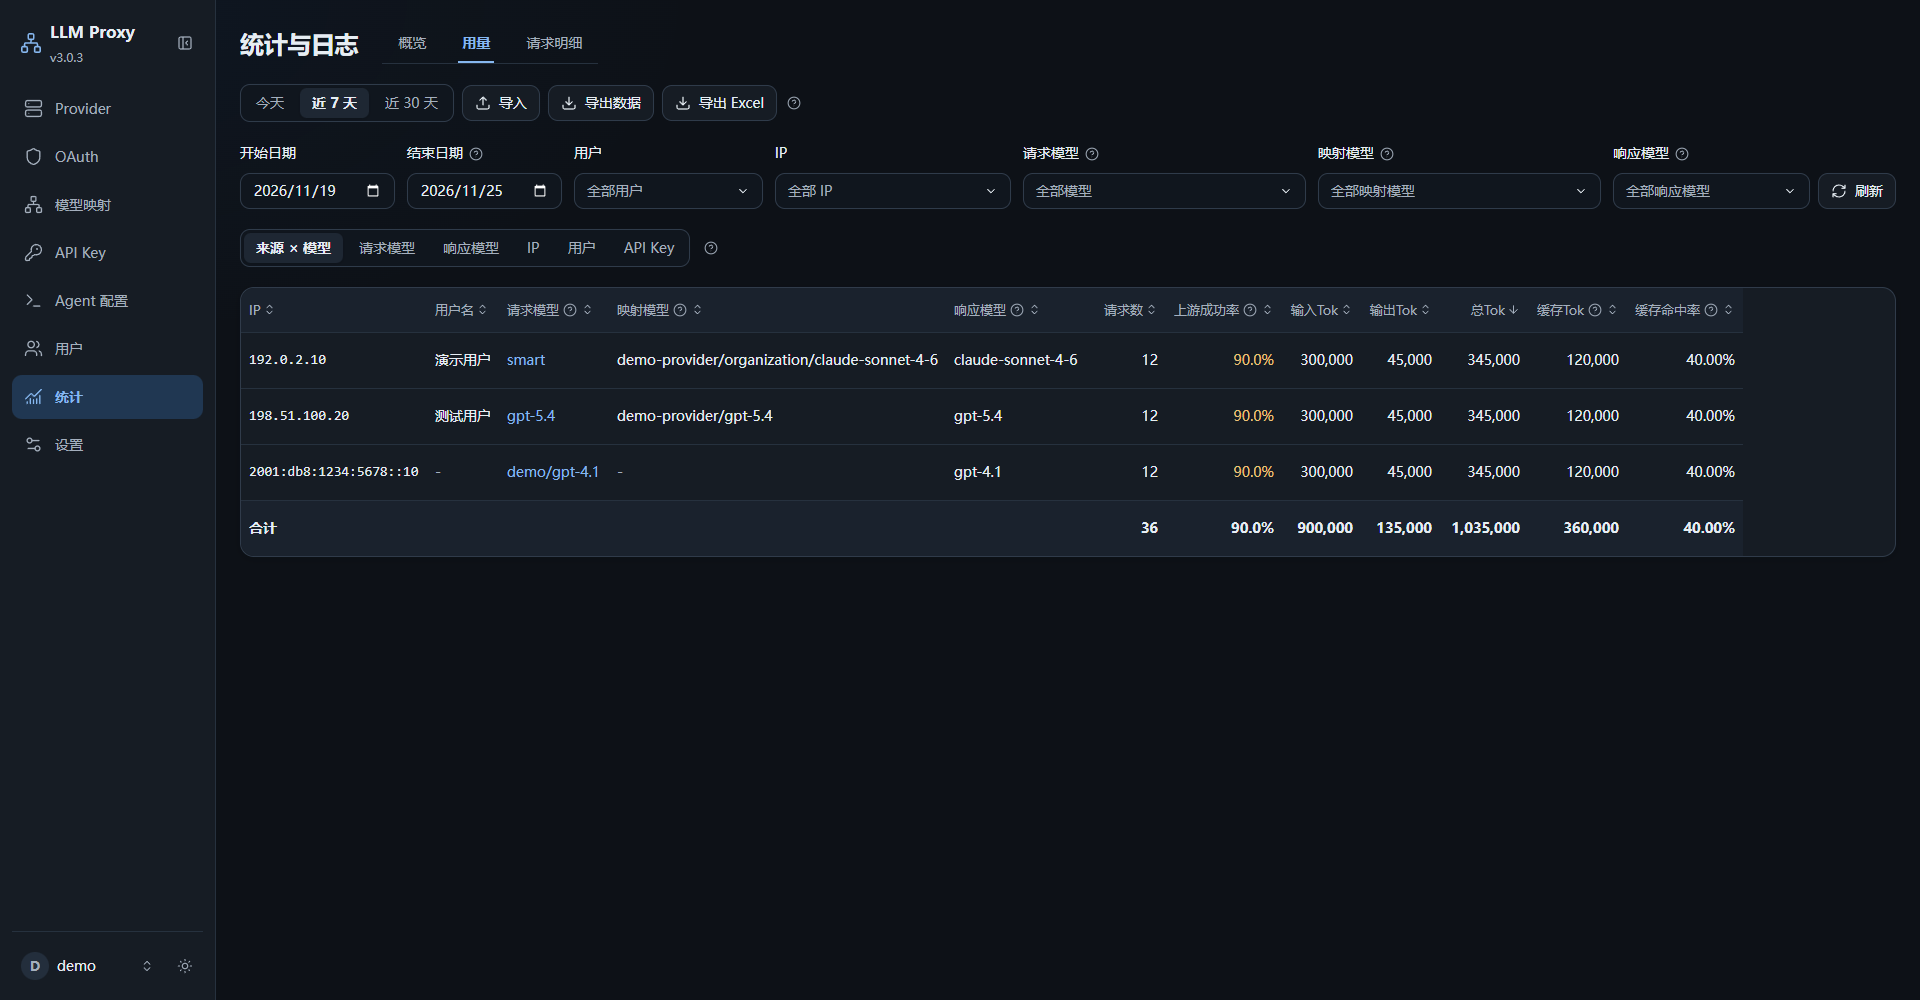 LLM Proxy
v3.0.3
Provider
OAuth
模型映射
API Key
Agent 配置
用户
统计
设置
D demo
统计与日志 概览 用量 请求明细
今天 近 7 天 近 30 天 导入 导出数据 导出 Excel
开始日期 结束日期 用户 IP 请求模型 映射模型 响应模型
2026/11/19 2026/11/25 全部用户 全部 IP 全部模型 全部映射模型 全部响应模型 刷新
来源 × 模型 请求模型 响应模型 IP 用户 API Key
IP 用户名 请求模型 映射模型 响应模型 请求数 上游成功率 输入Tok 输出Tok 总Tok 缓存Tok 缓存命中率
192.0.2.10 演示用户 smart demo-provider/organization/claude-sonnet-4-6 claude-sonnet-4-6 12 90.0% 300,000 45,000 345,000 120,000 40.00%
198.51.100.20 测试用户 gpt-5.4 demo-provider/gpt-5.4 gpt-5.4 12 90.0% 300,000 45,000 345,000 120,000 40.00%
2001:db8:1234:5678::10 - demo/gpt-4.1 - gpt-4.1 12 90.0% 300,000 45,000 345,000 120,000 40.00%
合计 36 90.0% 900,000 135,000 1,035,000 360,000 40.00%